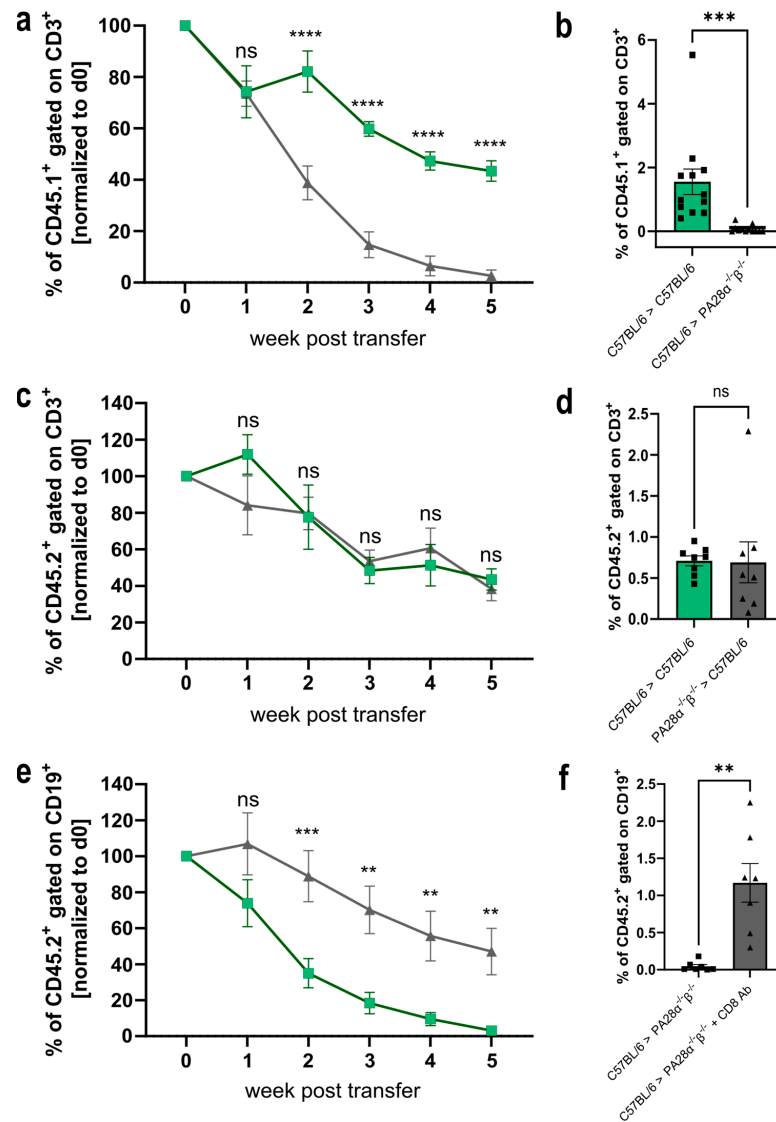 a
% of CD45.1⁺ gated on CD3⁺
[normalized to d0]
100
80
60
40
20
0
ns
****
****
****
****
0 1 2 3 4 5
week post transfer
b
% of CD45.1⁺ gated on CD3⁺
6
4
2
0
***
C57BL/6 > C57BL/6
C57BL/6 > PA28α⁻/⁻β⁻/⁻
c
% of CD45.2⁺ gated on CD3⁺
[normalized to d0]
140
120
100
80
60
40
20
0
ns
ns
ns
ns
ns
0 1 2 3 4 5
week post transfer
d
% of CD45.2⁺ gated on CD3⁺
2.5
2.0
1.5
1.0
0.5
0.0
ns
C57BL/6 > C57BL/6
PA28α⁻/⁻β⁻/⁻ > C57BL/6
e
% of CD45.2⁺ gated on CD19⁺
[normalized to d0]
140
120
100
80
60
40
20
0
ns
***
**
**
**
0 1 2 3 4 5
week post transfer
f
% of CD45.2⁺ gated on CD19⁺
2.5
2.0
1.5
1.0
0.5
0.0
**
C57BL/6 > PA28α⁻/⁻β⁻/⁻
C57BL/6 > PA28α⁻/⁻β⁻/⁻ + CD8 Ab